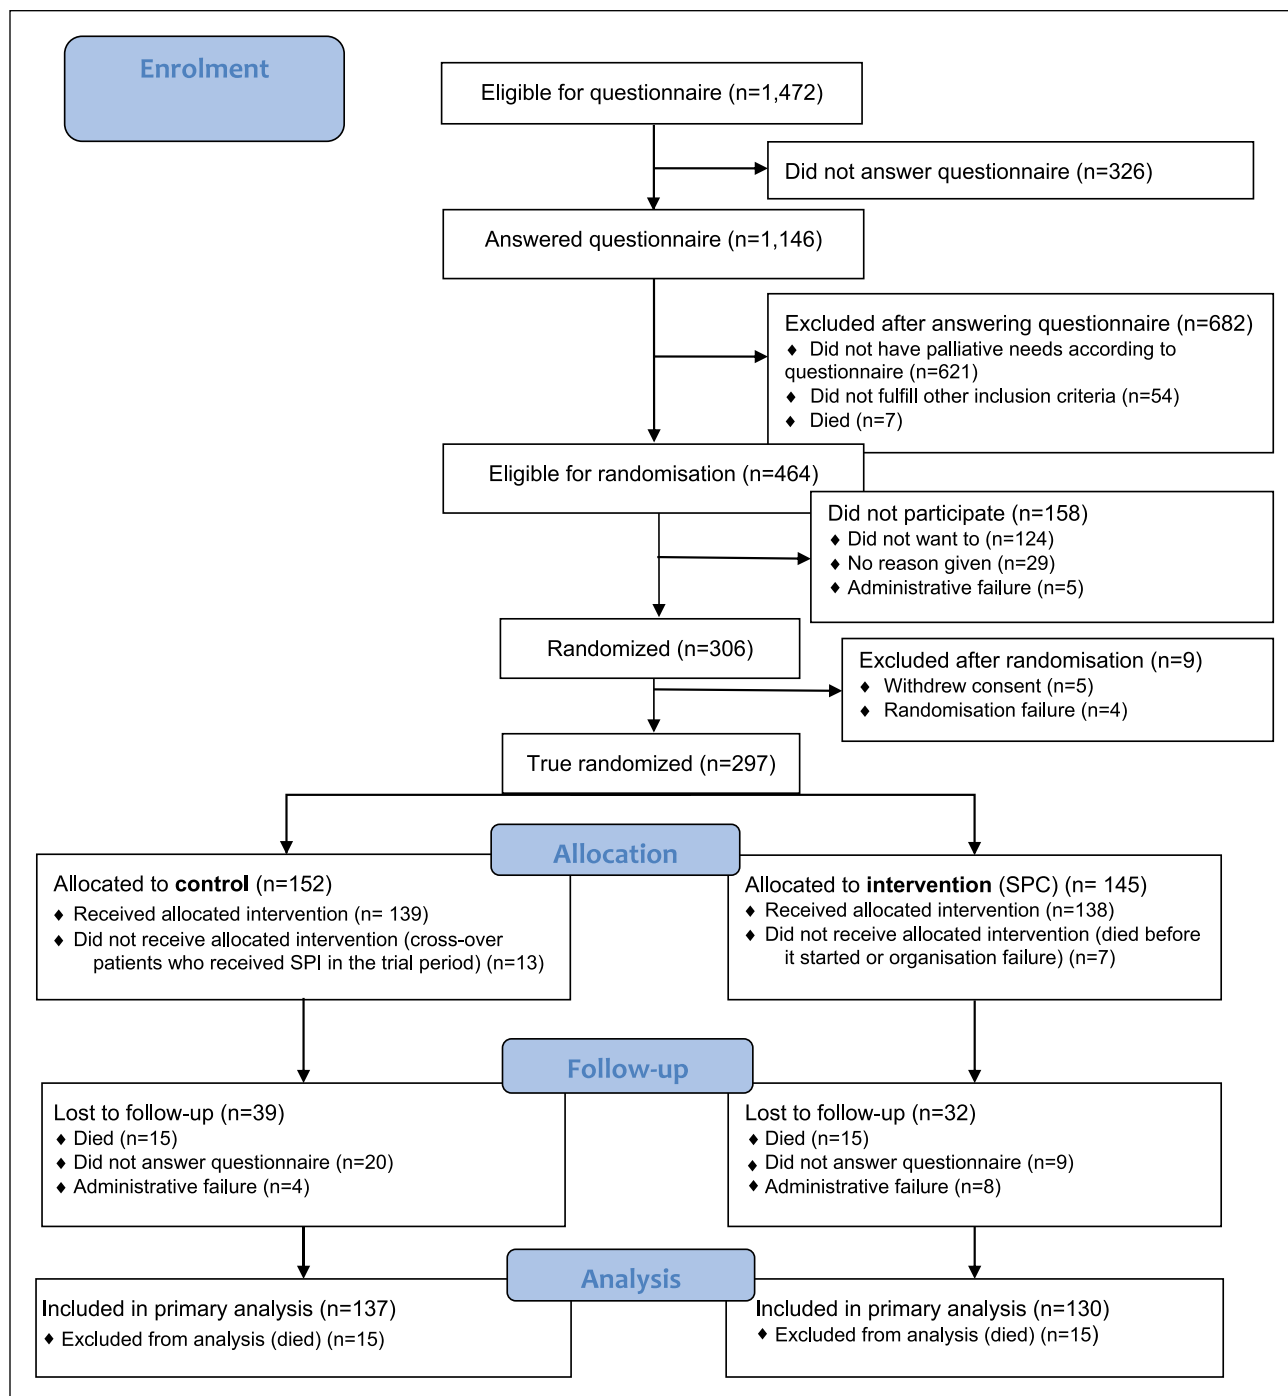 Enrolment
Eligible for questionnaire (n=1,472)
Did not answer questionnaire (n=326)
Answered questionnaire (n=1,146)
Excluded after answering questionnaire (n=682)
♦ Did not have palliative needs according to
questionnaire (n=621)
♦ Did not fulfill other inclusion criteria (n=54)
♦ Died (n=7)
Eligible for randomisation (n=464)
Did not participate (n=158)
♦ Did not want to (n=124)
♦ No reason given (n=29)
♦ Administrative failure (n=5)
Randomized (n=306)
Excluded after randomisation (n=9)
♦ Withdrew consent (n=5)
♦ Randomisation failure (n=4)
True randomized (n=297)
Allocation
Allocated to control (n=152)
♦ Received allocated intervention (n= 139)
♦ Did not receive allocated intervention (cross-over
patients who received SPI in the trial period) (n=13)
Allocated to intervention (SPC) (n= 145)
♦ Received allocated intervention (n=138)
♦ Did not receive allocated intervention (died before
it started or organisation failure) (n=7)
Follow-up
Lost to follow-up (n=39)
♦ Died (n=15)
♦ Did not answer questionnaire (n=20)
♦ Administrative failure (n=4)
Lost to follow-up (n=32)
♦ Died (n=15)
♦ Did not answer questionnaire (n=9)
♦ Administrative failure (n=8)
Analysis
Included in primary analysis (n=137)
♦ Excluded from analysis (died) (n=15)
Included in primary analysis (n=130)
♦ Excluded from analysis (died) (n=15)